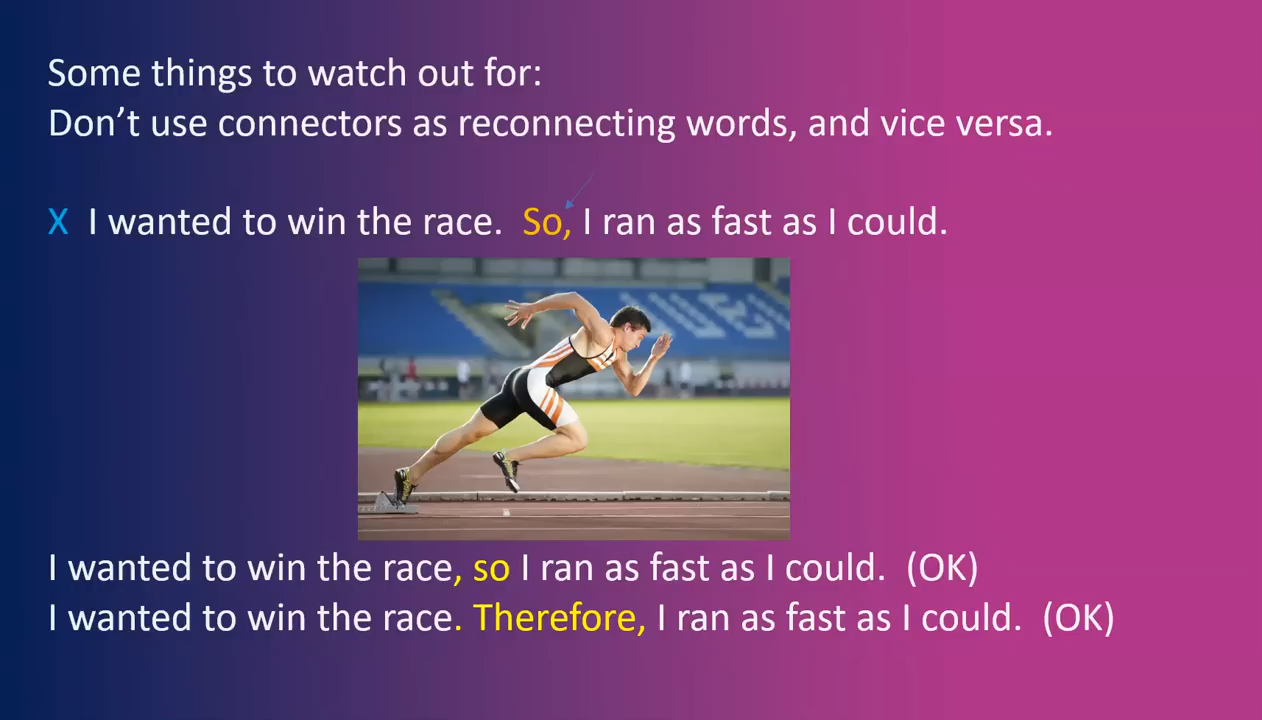 Some things to watch out for:
Don’t use connectors as reconnecting words, and vice versa.
X I wanted to win the race. So, I ran as fast as I could.
I wanted to win the race, so I ran as fast as I could. (OK)
I wanted to win the race. Therefore, I ran as fast as I could. (OK)